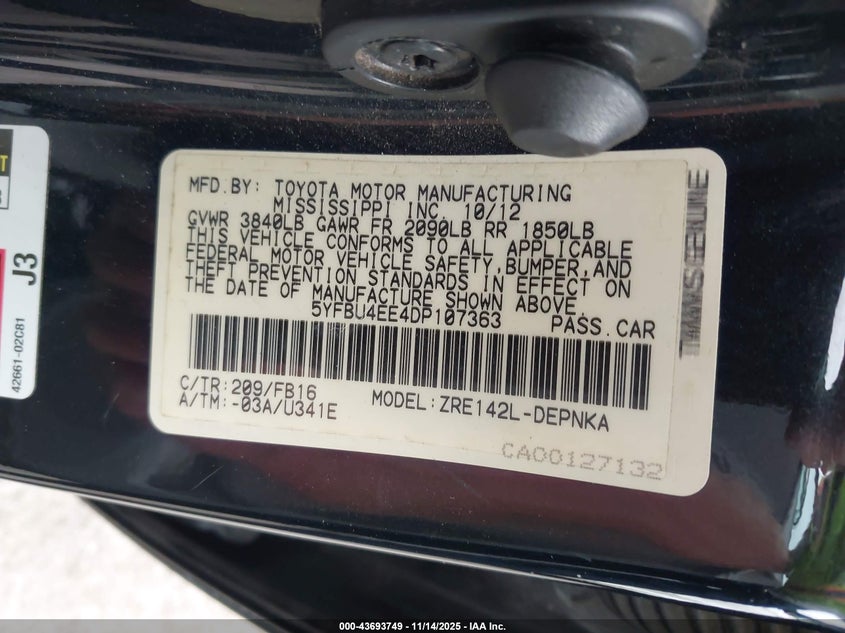 MFD.BY: TOYOTA MOTOR MANUFACTURING
MISSISSIPPI INC. 10/12
GVWR 3840LB GAWR FR 2090LB RR 1850LB
THIS VEHICLE CONFORMS TO ALL APPLICABLE
FEDERAL MOTOR VEHICLE SAFETY,BUMPER,AND
THEFT PREVENTION STANDARDS IN EFFECT ON
THE DATE OF MANUFACTURE SHOWN ABOVE.
5YFBU4EE4DP107363 PASS.CAR
C/TR:209/FB16
A/TM:-03A/U341E MODEL:ZRE142L-DEPNKA
CA00127132
J3
42661-02C81
000-43693749 - 11/14/2025 - IAA Inc.